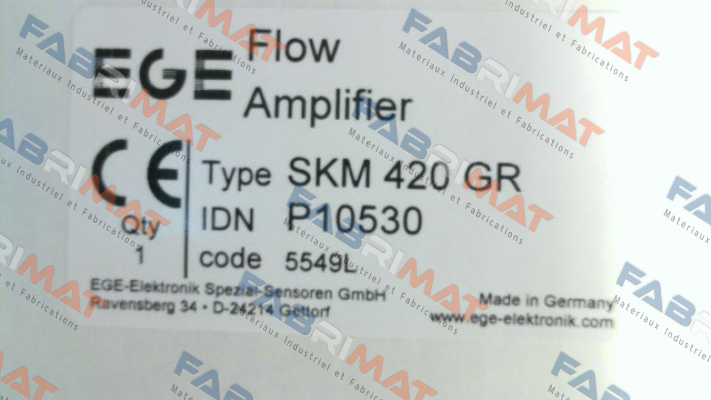 EGE Flow
Amplifier
CE
Type SKM 420 GR
IDN P10530
Qty
1
code 5549L
EGE-Elektronik Spezial-Sensoren GmbH
Ravensberg 34 • D-24214 Gettorf
Made in Germany
www.ege-elektronik.com
FABRIMAT
Matériaux Industriel et Fabrications